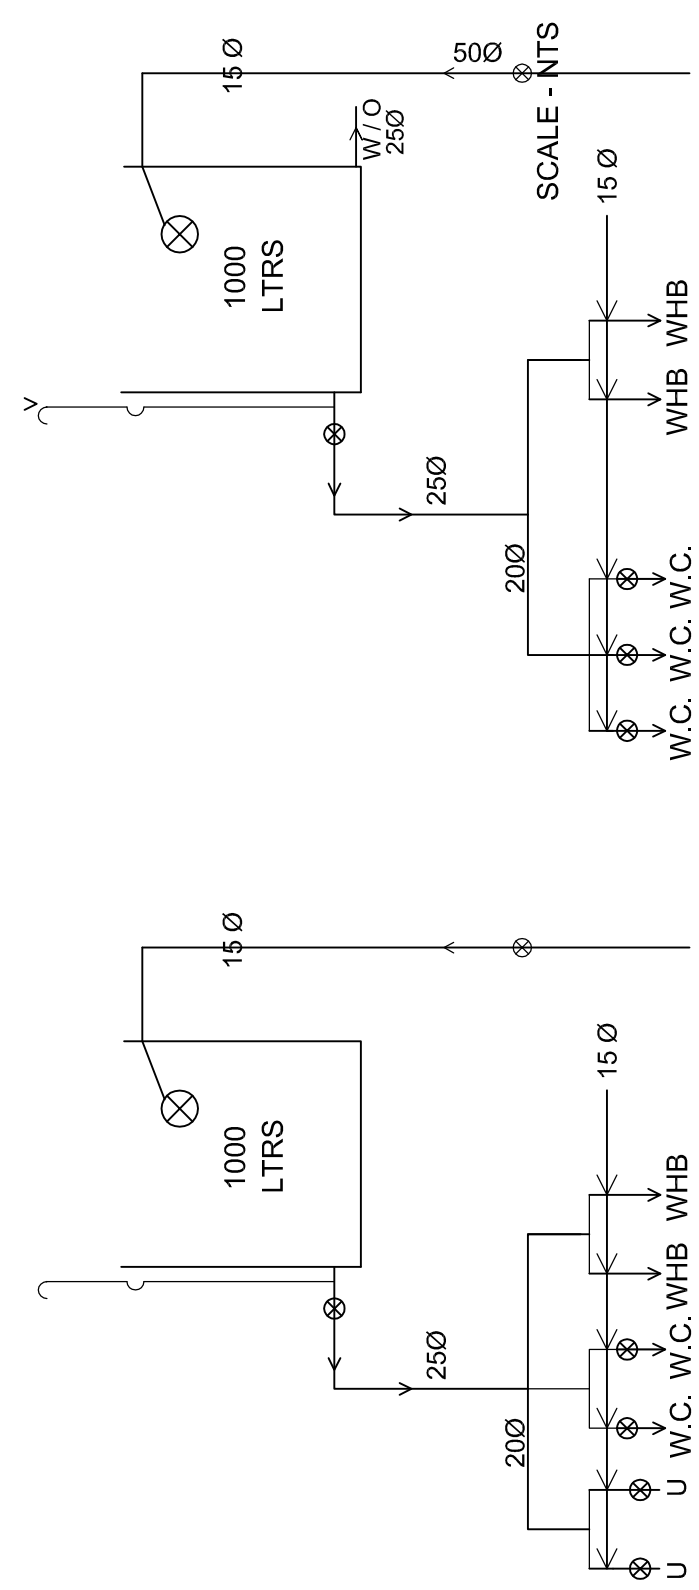 15 Ø
50Ø
SCALE - NTS
W / O
25Ø
15 Ø
1000
LTRS
WHB
WHB
V
25Ø
20Ø
W.C.
W.C.
W.C.
15 Ø
15 Ø
1000
LTRS
WHB
WHB
25Ø
20Ø
W.C.
W.C.
U
U